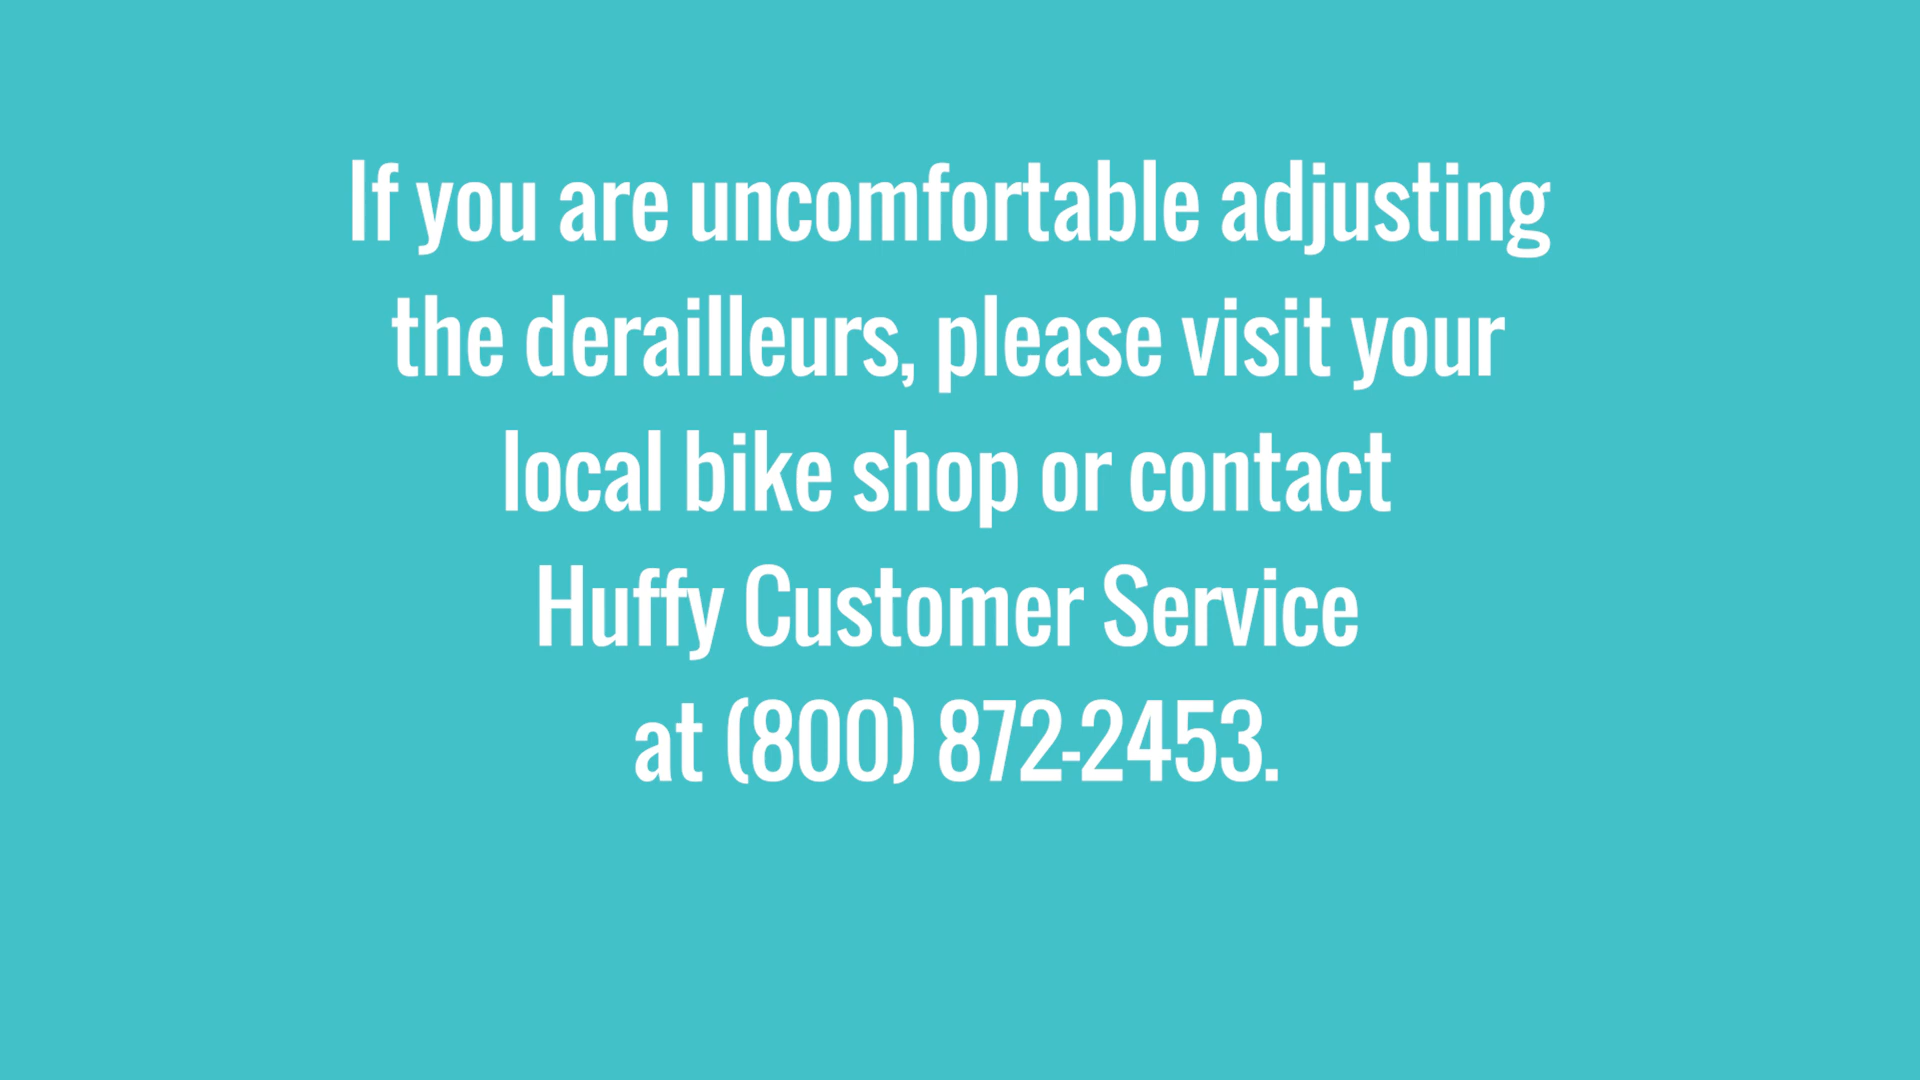 If you are uncomfortable adjusting
the derailleurs, please visit your
local bike shop or contact
Huffy Customer Service
at (800) 872-2453.